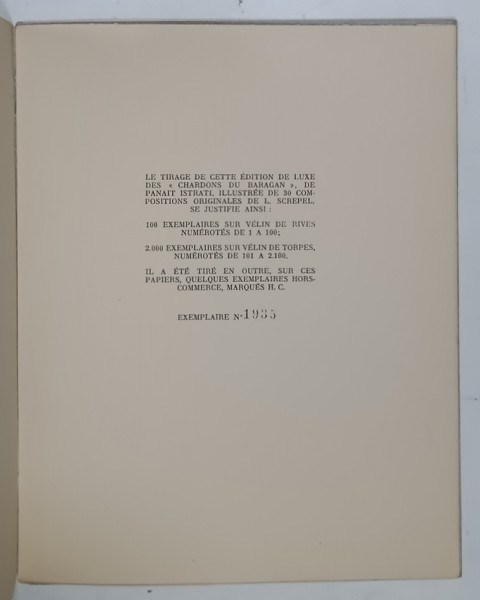 LE TIRAGE DE CETTE ÉDITION DE LUXE
DES « CHARDONS DU BARAGAN », DE
PANAIT ISTRATI, ILLUSTRÉE DE 30 COM-
POSITIONS ORIGINALES DE L. SCREPEL,
SE JUSTIFIE AINSI :
100 EXEMPLAIRES SUR VÉLIN DE RIVES
NUMÉROTÉS DE 1 A 100;
2.000 EXEMPLAIRES SUR VÉLIN DE TORPES,
NUMÉROTÉS DE 101 A 2.100.
IL A ÉTÉ TIRÉ EN OUTRE, SUR CES
PAPIERS, QUELQUES EXEMPLAIRES HORS-
COMMERCE, MARQUÉS H. C.
EXEMPLAIRE N° 1935